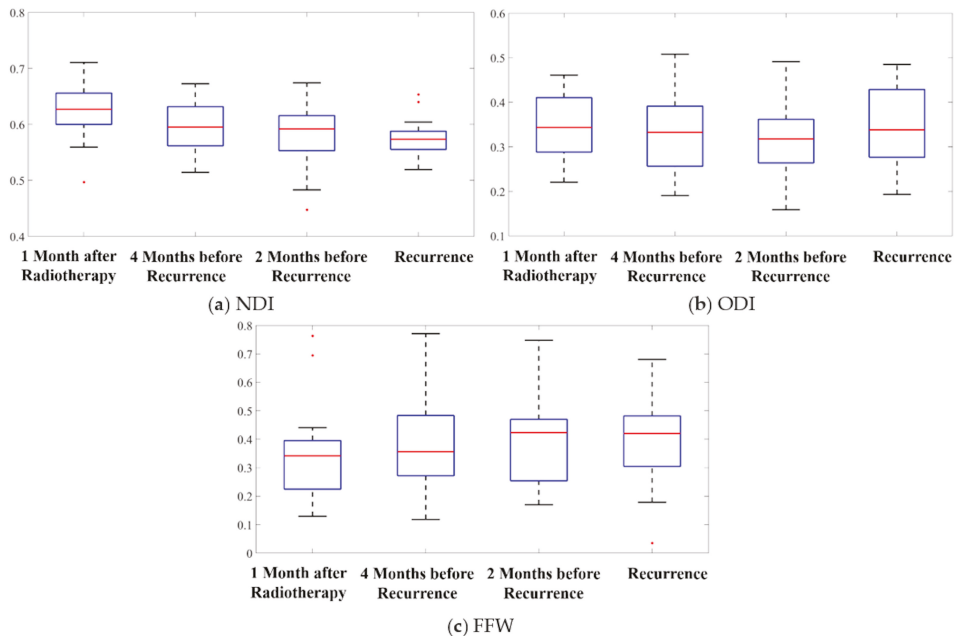 0.8
0.7
0.6
0.5
0.4
1 Month after
Radiotherapy
4 Months before
Recurrence
2 Months before
Recurrence
Recurrence
(a) NDI
0.6
0.5
0.4
0.3
0.2
0.1
1 Month after
Radiotherapy
4 Months before
Recurrence
2 Months before
Recurrence
Recurrence
(b) ODI
0.8
0.7
0.6
0.5
0.4
0.3
0.2
0.1
0
1 Month after
Radiotherapy
4 Months before
Recurrence
2 Months before
Recurrence
Recurrence
(c) FFW